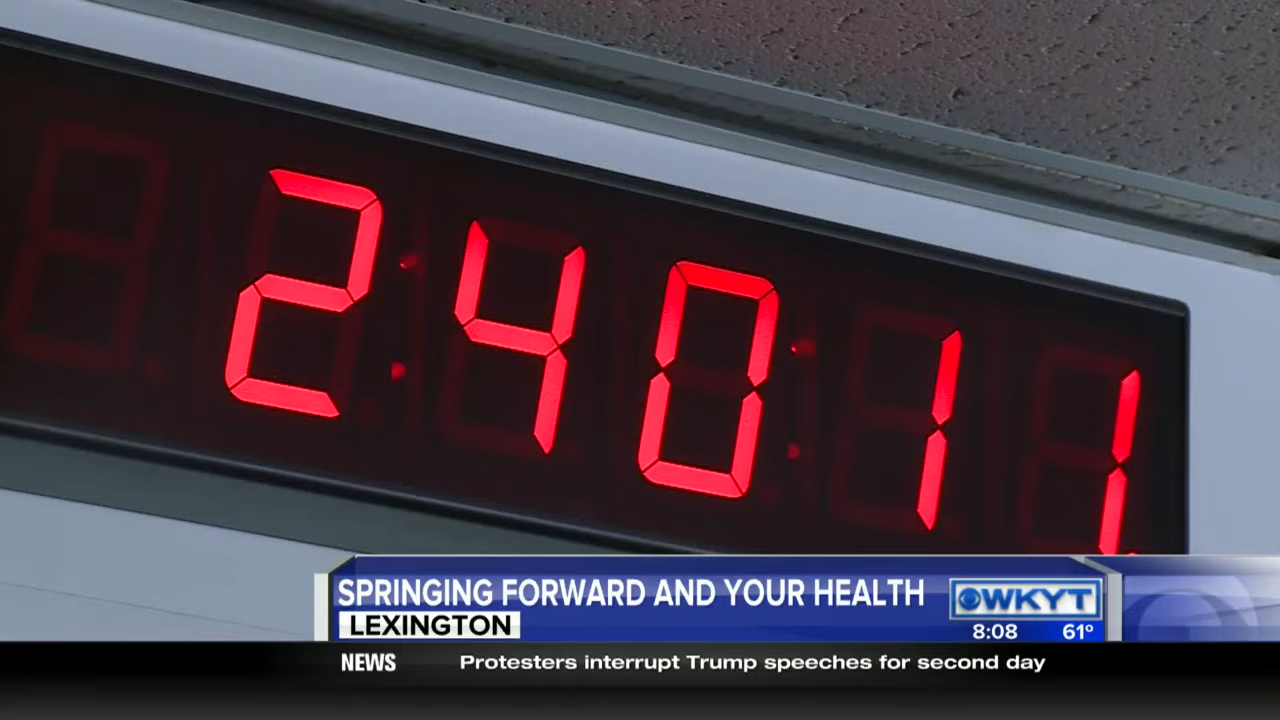 2:40:11
SPRINGING FORWARD AND YOUR HEALTH
WKYT
LEXINGTON
8:08 61°
NEWS Protesters interrupt Trump speeches for second day